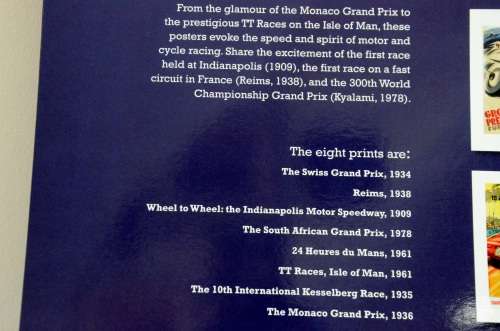 From the glamour of the Monaco Grand Prix to
the prestigious TT Races on the Isle of Man, these
posters evoke the speed and spirit of motor and
cycle racing. Share the excitement of the first race
held at Indianapolis (1909), the first race on a fast
circuit in France (Reims, 1938), and the 300th World
Championship Grand Prix (Kyalami, 1978).
The eight prints are:
The Swiss Grand Prix, 1934
Reims, 1938
Wheel to Wheel: the Indianapolis Motor Speedway, 1909
The South African Grand Prix, 1978
24 Heures du Mans, 1961
TT Races, Isle of Man, 1961
The 10th International Kesselberg Race, 1935
The Monaco Grand Prix, 1936